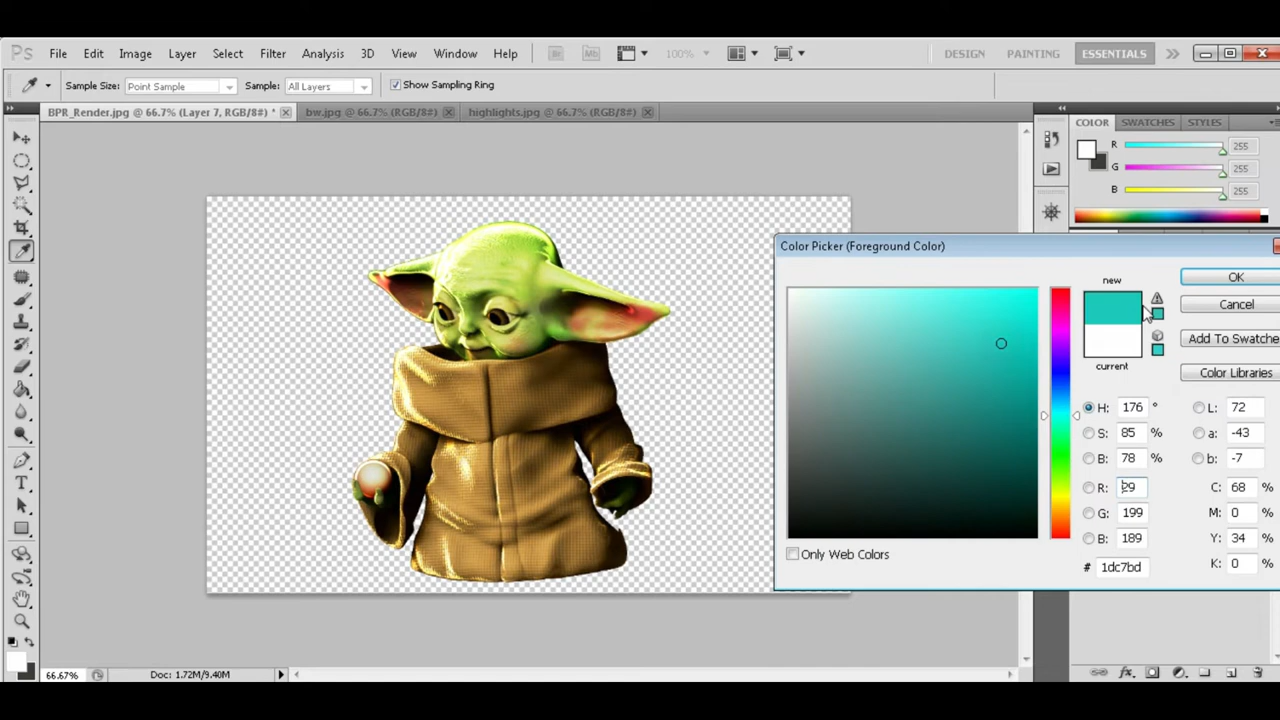 Ps File Edit Image Layer Select Filter Analysis 3D View Window Help Br Mb 100% DESIGN PAINTING ESSENTIALS
Sample Size: Point Sample Sample: All Layers Show Sampling Ring
BPR_Render.jpg @ 66.7% (Layer 7, RGB/8#) * bw.jpg @ 66.7% (RGB/8#) highlights.jpg @ 66.7% (RGB/8#)
COLOR SWATCHES STYLES
R 255
G 255
B 255
Color Picker (Foreground Color)
new
OK
Cancel
Add To Swatche
current
Color Libraries
H: 176 ° L: 72
S: 85 % a: -43
B: 78 % b: -7
R: 29 C: 68 %
G: 199 M: 0 %
B: 189 Y: 34 %
Only Web Colors # 1dc7bd K: 0 %
T
66.67% Doc: 1.72M/9.40M fx